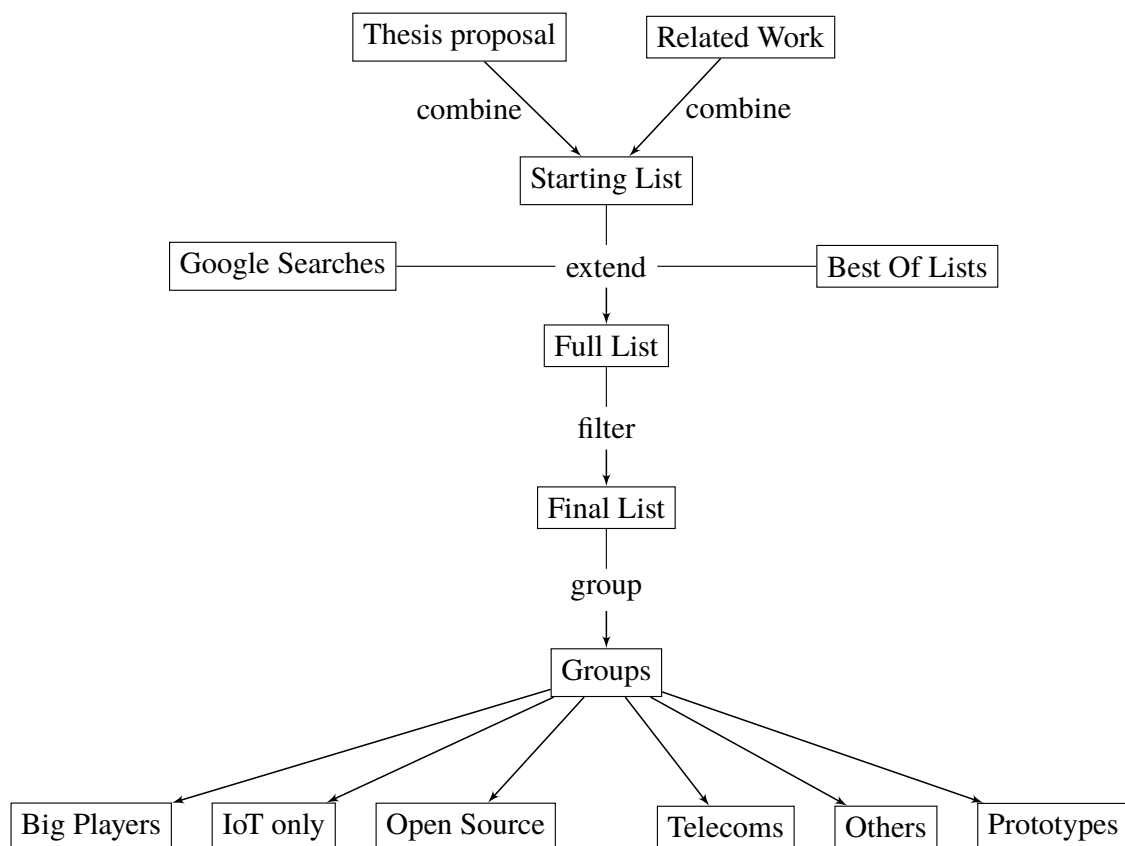 Thesis proposal
Related Work
combine
combine
Starting List
Google Searches
extend
Best Of Lists
Full List
filter
Final List
group
Groups
Big Players
IoT only
Open Source
Telecoms
Others
Prototypes